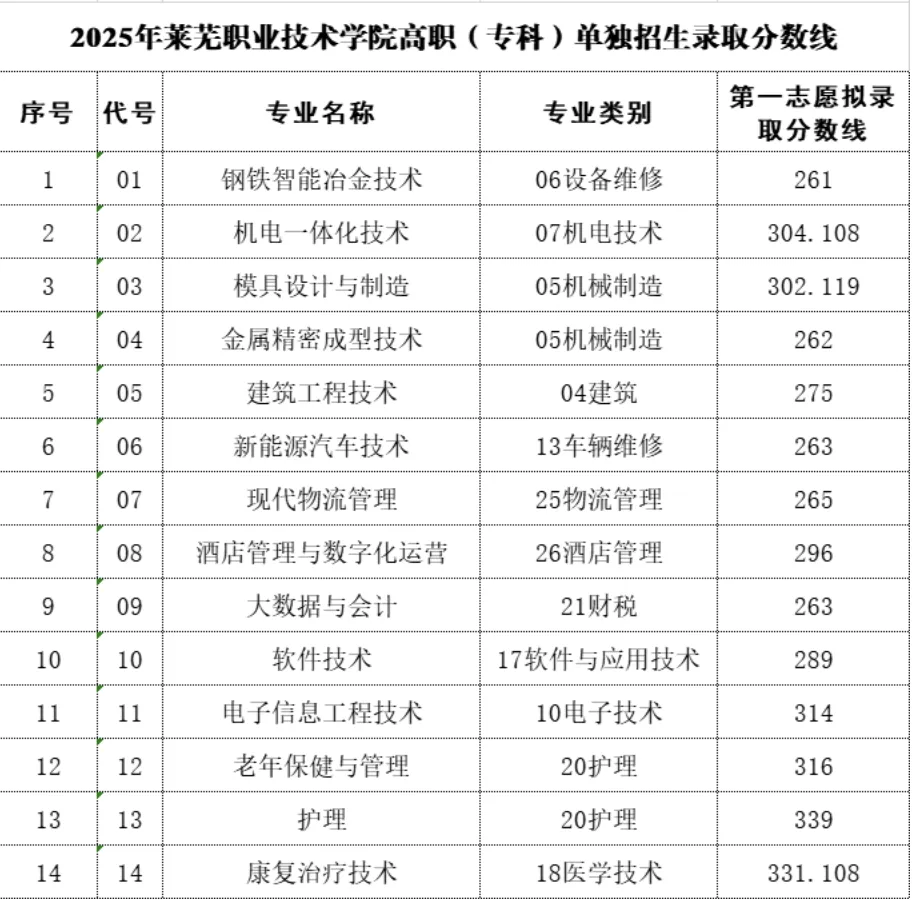 2025年莱芜职业技术学院高职（专科）单独招生录取分数线
序号 代号 专业名称 专业类别 第一志愿拟录取分数线
1 01 钢铁智能冶金技术 06设备维修 261
2 02 机电一体化技术 07机电技术 304.108
3 03 模具设计与制造 05机械制造 302.119
4 04 金属精密成型技术 05机械制造 262
5 05 建筑工程技术 04建筑 275
6 06 新能源汽车技术 13车辆维修 263
7 07 现代物流管理 25物流管理 265
8 08 酒店管理与数字化运营 26酒店管理 296
9 09 大数据与会计 21财税 263
10 10 软件技术 17软件与应用技术 289
11 11 电子信息工程技术 10电子技术 314
12 12 老年保健与管理 20护理 316
13 13 护理 20护理 339
14 14 康复治疗技术 18医学技术 331.108